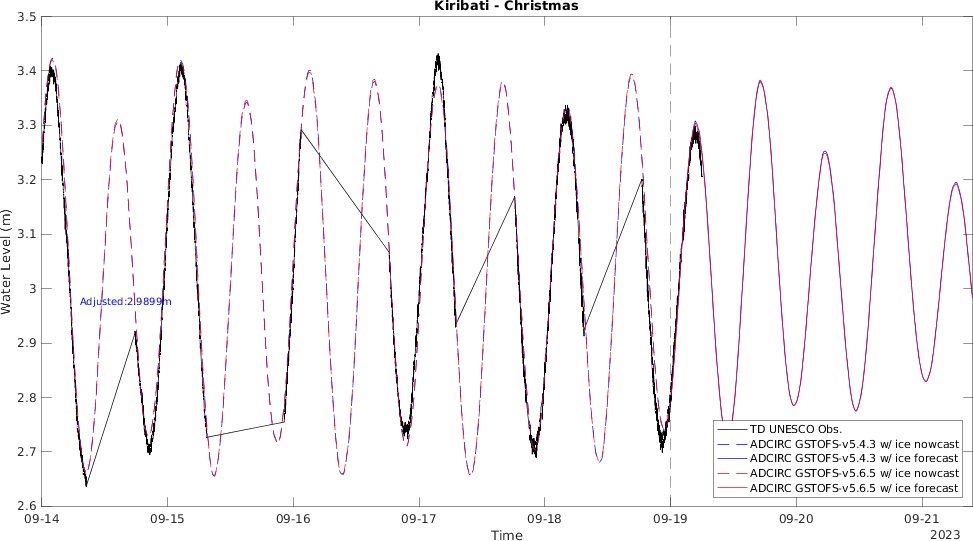 Kiribati - Christmas
3.5
3.4
3.3
3.2
3.1
3
2.9
2.8
2.7
2.6
Water Level (m)
Adjusted:2.9899m
TD UNESCO Obs.
ADCIRC GSTOFS-v5.4.3 w/ ice nowcast
ADCIRC GSTOFS-v5.4.3 w/ ice forecast
ADCIRC GSTOFS-v5.6.5 w/ ice nowcast
ADCIRC GSTOFS-v5.6.5 w/ ice forecast
09-14 09-15 09-16 09-17 09-18 09-19 09-20 09-21
Time
2023